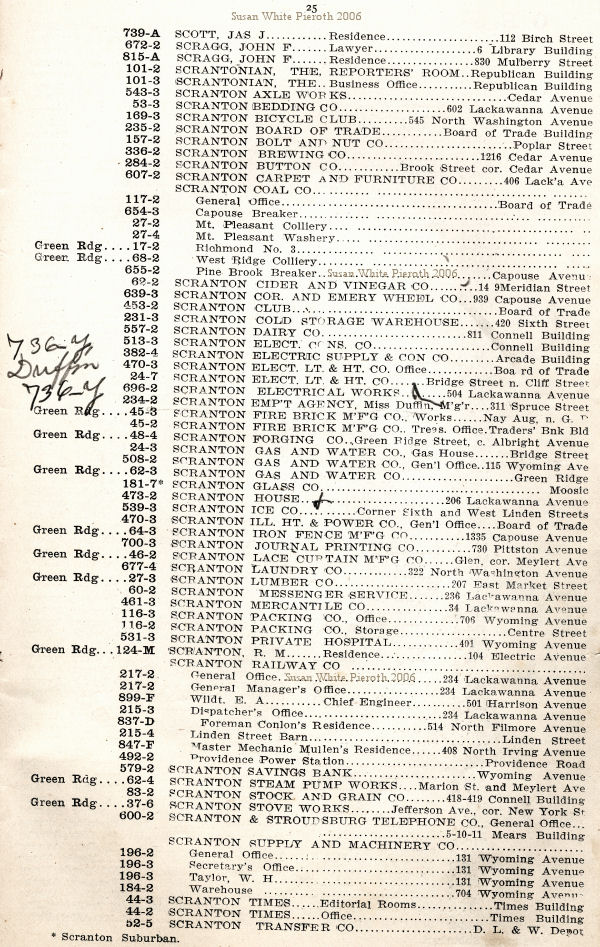 25
Susan White Pieroth 2006
739-A SCOTT, JAS J..........Residence......................112 Birch Street
672-2 SCRAGG, JOHN F.......Lawyer.....................6 Library Building
815-A SCRAGG, JOHN F.......Residence..................830 Mulberry Street
101-2 SCRANTONIAN, THE, REPORTERS' ROOM..Republican Building
101-3 SCRANTONIAN, THE.. Business Office...........Republican Building
543-3 SCRANTON AXLE WORKS..............................Cedar Avenue
53-3 SCRANTON BEDDING CO....................602 Lackawanna Avenue
169-3 SCRANTON BICYCLE CLUB..........545 North Washington Avenue
235-2 SCRANTON BOARD OF TRADE............Board of Trade Building
157-2 SCRANTON BOLT AND NUT CO.......................Poplar Street
336-2 SCRANTON BREWING CO......................1216 Cedar Avenue
284-2 SCRANTON BUTTON CO............Brook Street cor. Cedar Avenue
607-2 SCRANTON CARPET AND FURNITURE CO......406 Lack'a Ave
SCRANTON COAL CO...........................
117-2 General Office..............................Board of Trade
654-3 Capouse Breaker..........................
27-2 Mt. Pleasant Colliery....................
27-4 Mt. Pleasant Washery....................
Green Rdg....17-2 Richmond No. 3..........................
Green Rdg....68-2 West Ridge Colliery......................
655-2 Pine Brook Breaker.. Susan White Pieroth 2006 .....Capouse Avenu
62-2 SCRANTON CIDER AND VINEGAR CO..........14 9Meridian Street
639-3 SCRANTON COR. AND EMERY WHEEL CO...939 Capouse Avenue
453-2 SCRANTON CLUB...................................Board of Trade
231-3 SCRANTON COLD STORAGE WAREHOUSE.......420 Sixth Street
557-2 SCRANTON DAIRY CO.......................811 Connell Building
513-3 SCRANTON ELECT. CONS. CO.....................Connell Building
382-4 SCRANTON ELECTRIC SUPPLY & CON CO.......Arcade Building
470-3 SCRANTON ELECT. LT. & HT. CO. Office...........Board of Trade
24-7 SCRANTON ELECT. LT. & HT. CO........Bridge Street n. Cliff Street
696-2 SCRANTON ELECTRICAL WORKS........504 Lackawanna Avenue
234-2 SCRANTON EMP'T AGENCY, Miss Duffin, M'g'r....311 Spruce Street
736-Y
Duffin
736-Y
Green Rdg....45-3 SCRANTON FIRE BRICK M'F'G CO., Works......Nay Aug, n. G.
45-2 SCRANTON FIRE BRICK M'F'G CO.. Treas. Office.Traders' Bnk Bld
Green Rdg....48-4 SCRANTON FORGING CO..Green Ridge Street, c. Albright Avenue
24-3 SCRANTON GAS AND WATER CO., Gas House......Bridge Street
508-2 SCRANTON GAS AND WATER CO., Gen'l Office..115 Wyoming Ave
Green Rdg....62-3 SCRANTON GAS AND WATER CO.....................Green Ridge
181-7* SCRANTON GLASS CO.....................................Moosic
473-2 SCRANTON HOUSE........................206 Lackawanna Avenue
539-3 SCRANTON ICE CO...........Corner Sixth and West Linden Streets
470-3 SCRANTON ILL. HT. & POWER CO., Gen'l Office....Board of Trade
Green Rdg....64-3 SCRANTON IRON FENCE M'F'G CO..........1335 Capouse Avenue
700-3 SCRANTON JOURNAL PRINTING CO..........730 Pittston Avenue
Green Rdg....46-2 SCRANTON LACE CURTAIN M'F'G CO......Glen, cor. Meylert Ave
677-4 SCRANTON LAUNDRY CO............322 North Washington Avenue
Green Rdg....27-3 SCRANTON LUMBER CO...................207 East Market Street
60-2 SCRANTON MESSENGER SERVICE.......236 Lackawanna Avenue
461-3 SCRANTON MERCANTILE CO.............34 Lackawanna Avenue
116-3 SCRANTON PACKING CO., Office...........706 Wyoming Avenue
116-2 SCRANTON PACKING CO., Storage.................Centre Street
531-3 SCRANTON PRIVATE HOSPITAL............401 Wyoming Avenue
Green Rdg...124-M SCRANTON, R. M......Residence..............104 Electric Avenue
SCRANTON RAILWAY CO ..........................
217-2 General Office. Susan White Pieroth 2006 ....234 Lackawanna Avenue
217-2 General Manager's Office..............234 Lackawanna Avenue
899-F Wildt, E. A..........Chief Engineer......501 Harrison Avenue
215-3 Dispatcher's Office....................234 Lackawanna Avenue
837-D Foreman Conlon's Residence.......514 North Filmore Avenue
215-4 Linden Street Barn............................Linden Street
847-F Master Mechanic Mullen's Residence..408 North Irving Avenue
492-2 Providence Power Station...................Providence Road
579-2 SCRANTON SAVINGS BANK.......................Wyoming Avenue
Green Rdg....62-4 SCRANTON STEAM PUMP WORKS....Marion St. and Meylert Ave
83-2 SCRANTON STOCK AND GRAIN CO.....418-419 Connell Building
Green Rdg....37-6 SCRANTON STOVE WORKS.......Jefferson Ave., cor. New York St
600-2 SCRANTON & STROUDSBURG TELEPHONE CO., General Office...
..............................5-10-11 Mears Building
SCRANTON SUPPLY AND MACHINERY CO................
196-2 General Office..........................131 Wyoming Avenue
196-3 Secretary's Office......................131 Wyoming Avenue
196-3 Taylor, W. H............................131 Wyoming Avenue
184-2 Warehouse ..............................704 Wyoming Avenue
44-3 SCRANTON TIMES.....Editorial Rooms..............Times Building
44-2 SCRANTON TIMES.......Office.....................Times Building
52-5 SCRANTON TRANSFER CO......................D. L. & W. Depot
* Scranton Suburban.